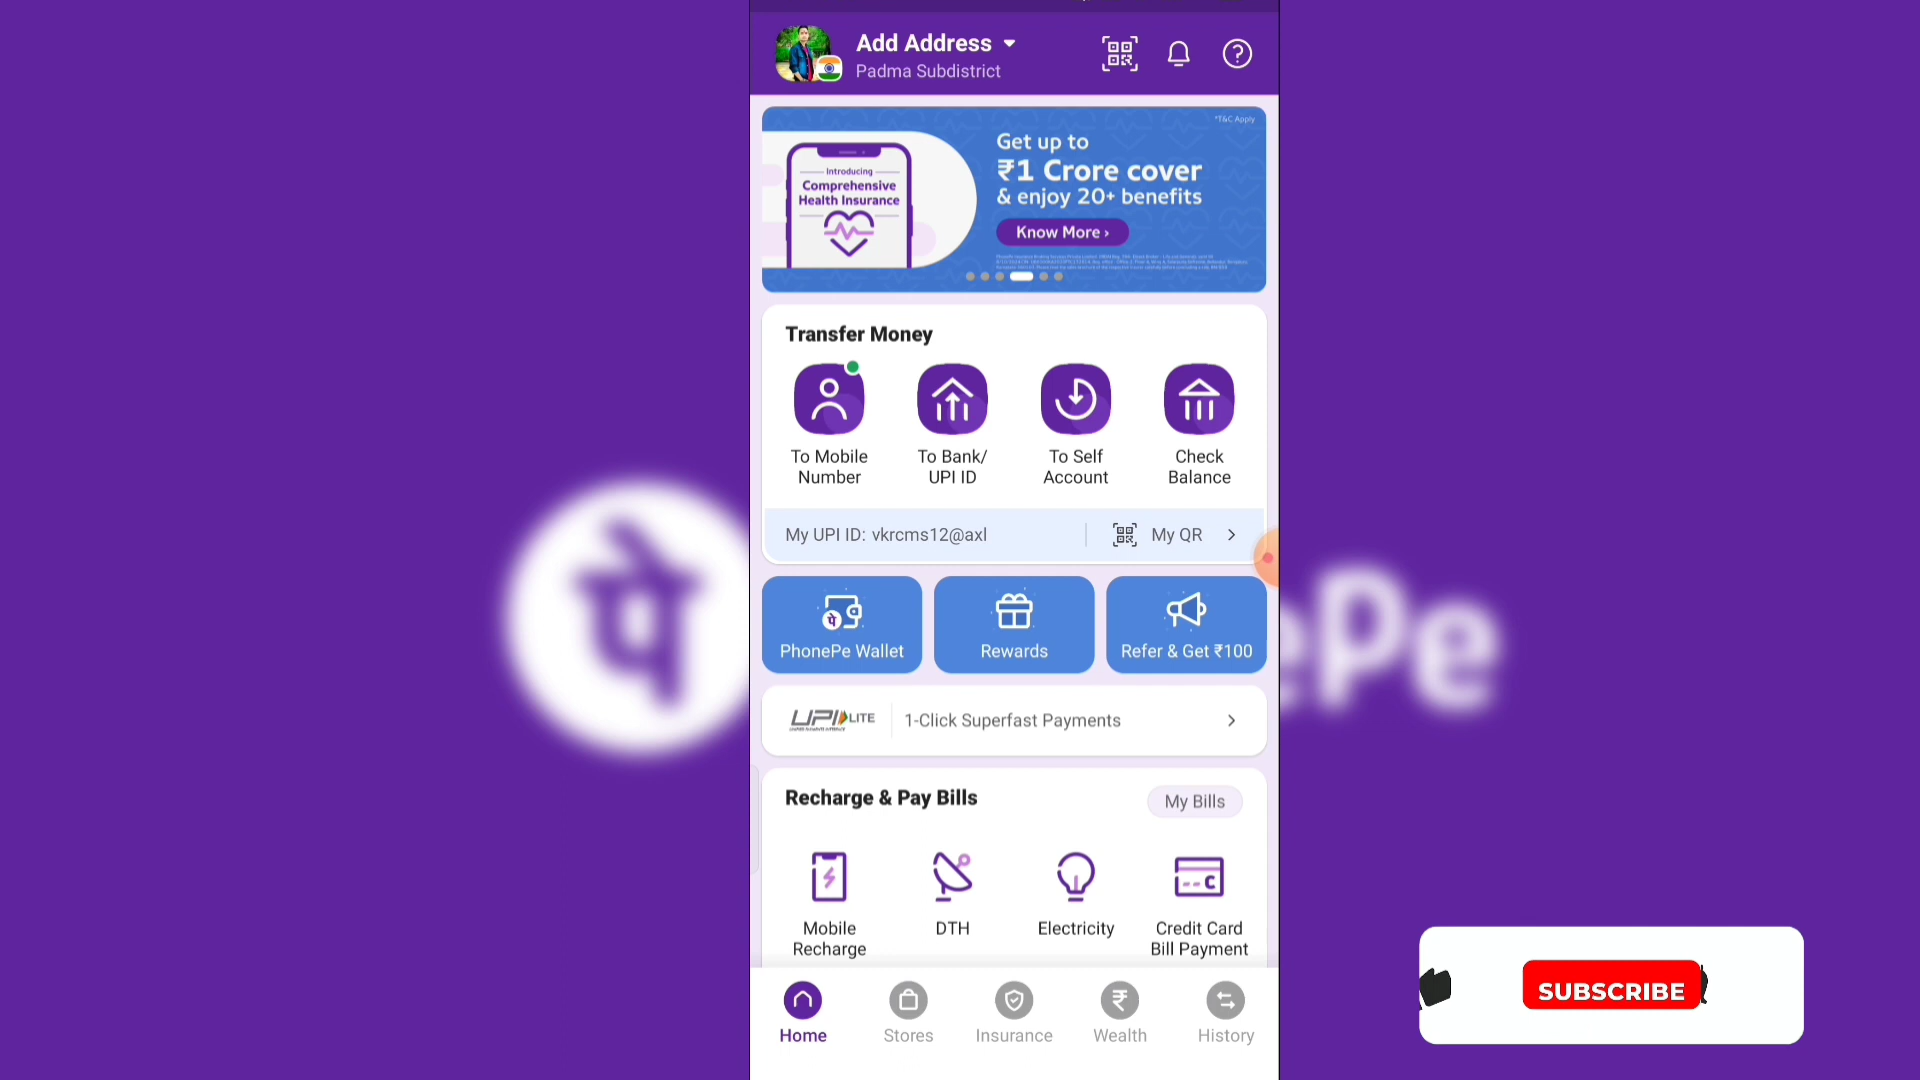 Add Address
Padma Subdistrict
*T&C Apply
Introducing
Comprehensive
Health Insurance
Get up to
₹1 Crore cover
& enjoy 20+ benefits
Know More ›
Transfer Money
To Mobile
Number
To Bank/
UPI ID
To Self
Account
Check
Balance
My UPI ID: vkrcms12@axl
My QR
पे
PhonePe Wallet
Rewards
Refer & Get ₹100
UPI LITE
1-Click Superfast Payments
Recharge & Pay Bills
My Bills
Mobile
Recharge
DTH
Electricity
Credit Card
Bill Payment
Home
Stores
Insurance
Wealth
History
पे
ePe
SUBSCRIBE